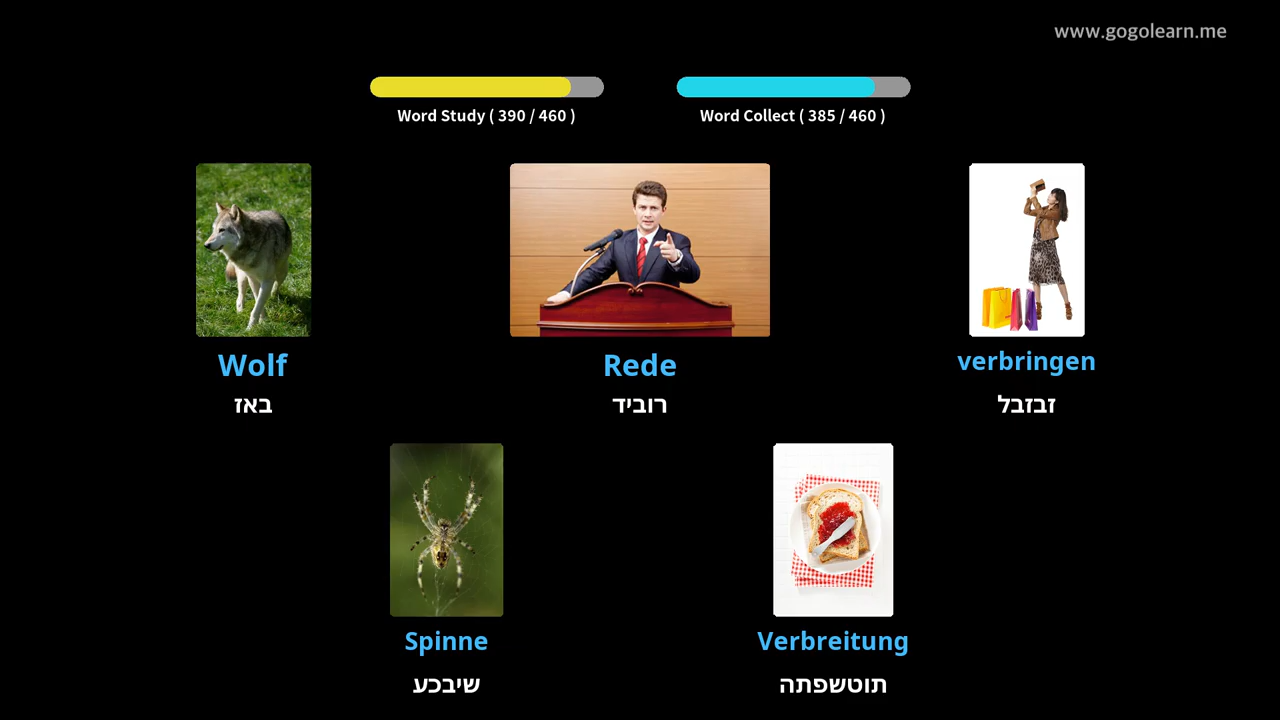 www.gogolearn.me
Word Study ( 390 / 460 )
Word Collect ( 385 / 460 )
Wolf
באז
Rede
רוביד
verbringen
זבזבל
Spinne
שיבכע
Verbreitung
תוטשפתה